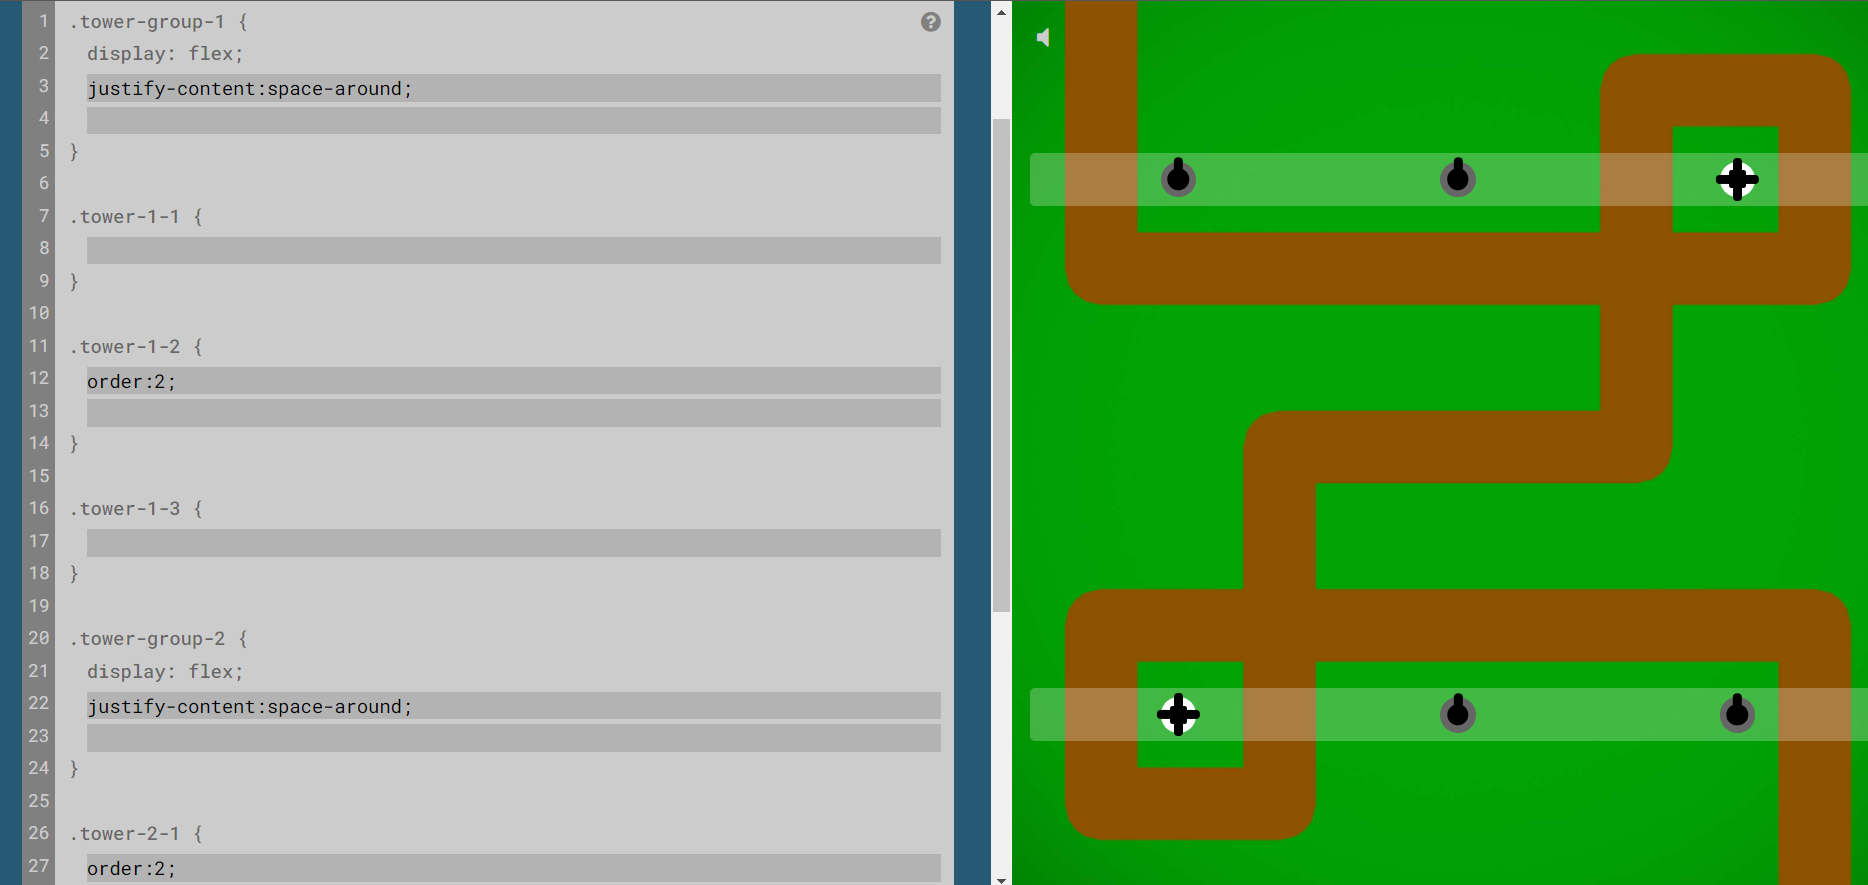 1 .tower-group-1 {
2 display: flex;
3 justify-content:space-around;
4
5 }
6
7 .tower-1-1 {
8
9 }
10
11 .tower-1-2 {
12 order:2;
13
14 }
15
16 .tower-1-3 {
17
18 }
19
20 .tower-group-2 {
21 display: flex;
22 justify-content:space-around;
23
24 }
25
26 .tower-2-1 {
27 order:2;
?